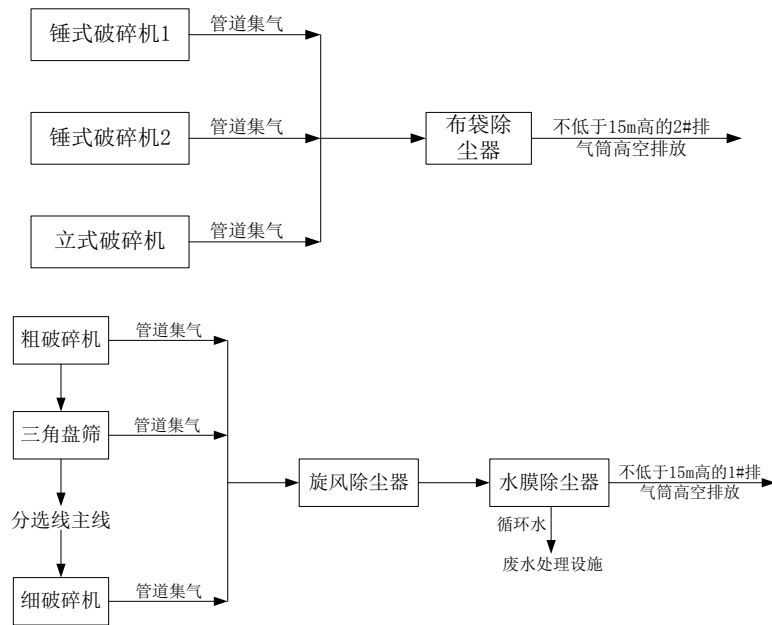 锤式破碎机1
管道集气
锤式破碎机2
管道集气
布袋除
尘器
不低于15m高的2#排
气筒高空排放
立式破碎机
管道集气
粗破碎机
管道集气
三角盘筛
管道集气
旋风除尘器
水膜除尘器
不低于15m高的1#排
气筒高空排放
分选线主线
循环水
废水处理设施
细破碎机
管道集气